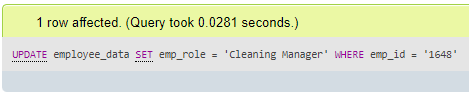 1 row affected. (Query took 0.0281 seconds.)
UPDATE employee_data SET emp_role = 'Cleaning Manager' WHERE emp_id = '1648'